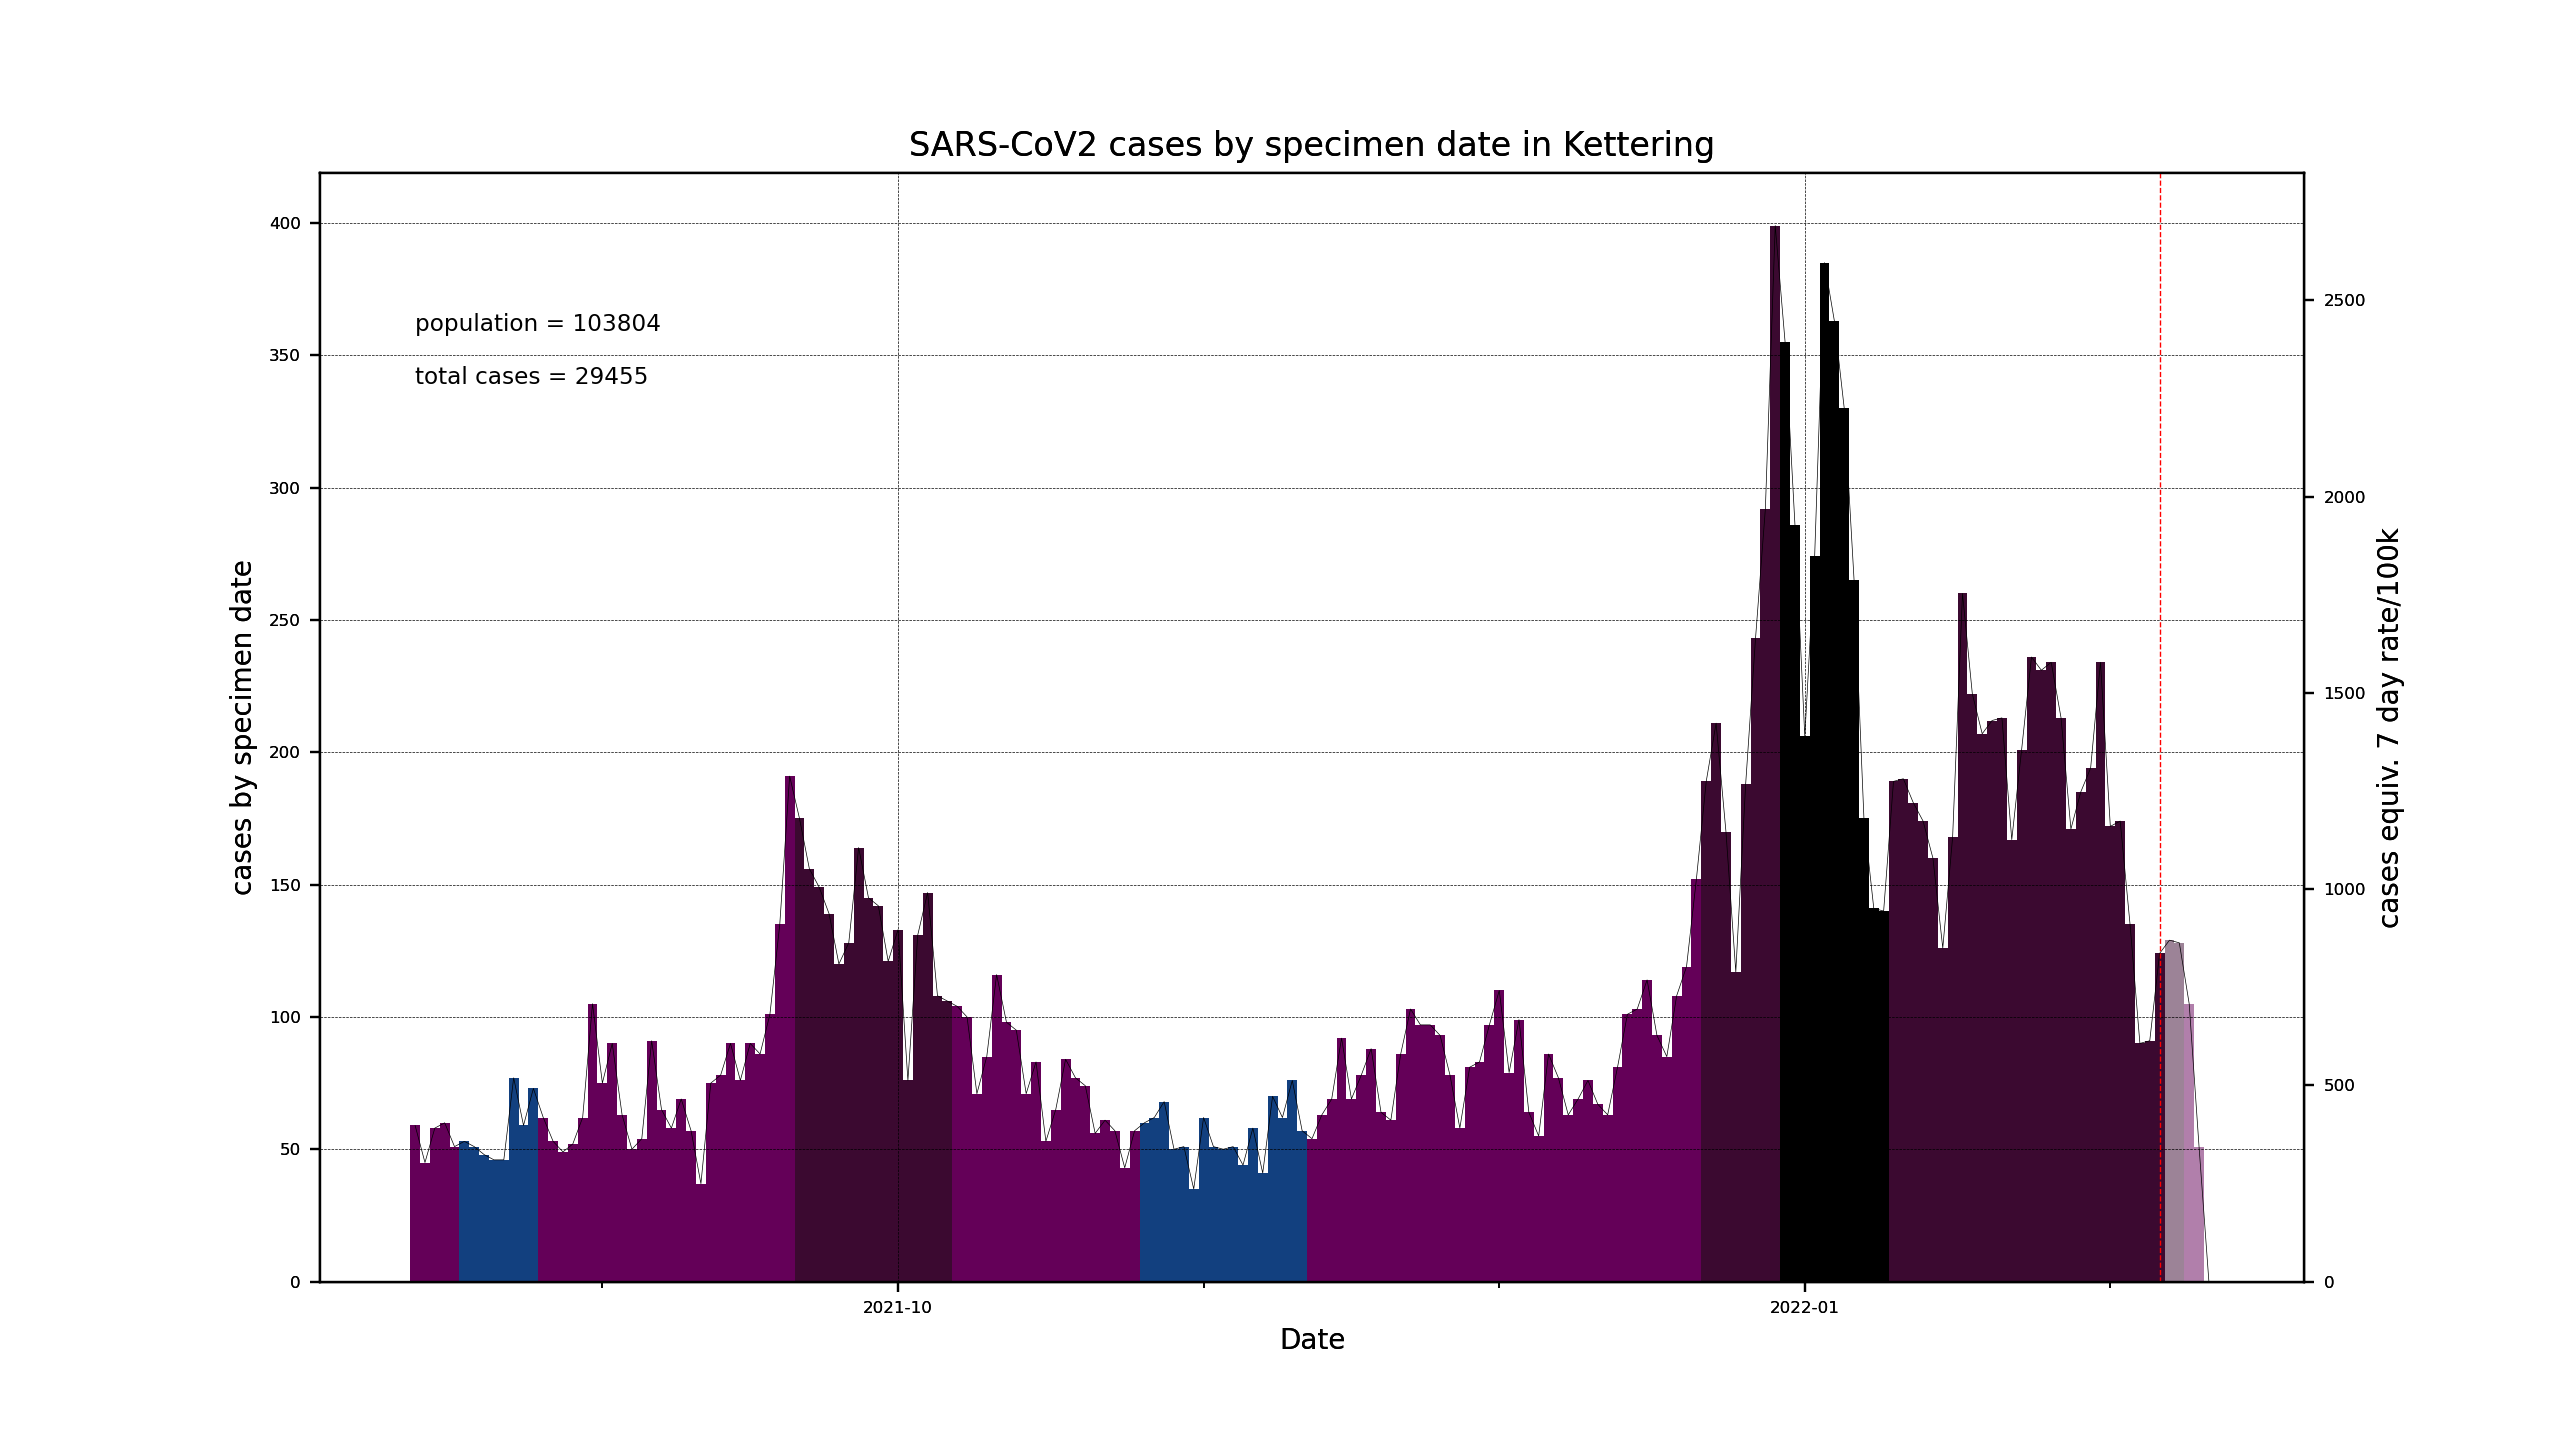 SARS-CoV2 cases by specimen date in Kettering
population = 103804
total cases = 29455
cases by specimen date
400
350
300
250
200
150
100
50
0
2500
2000
1500
1000
500
0
cases equiv. 7 day rate/100k
2021-10
2022-01
Date